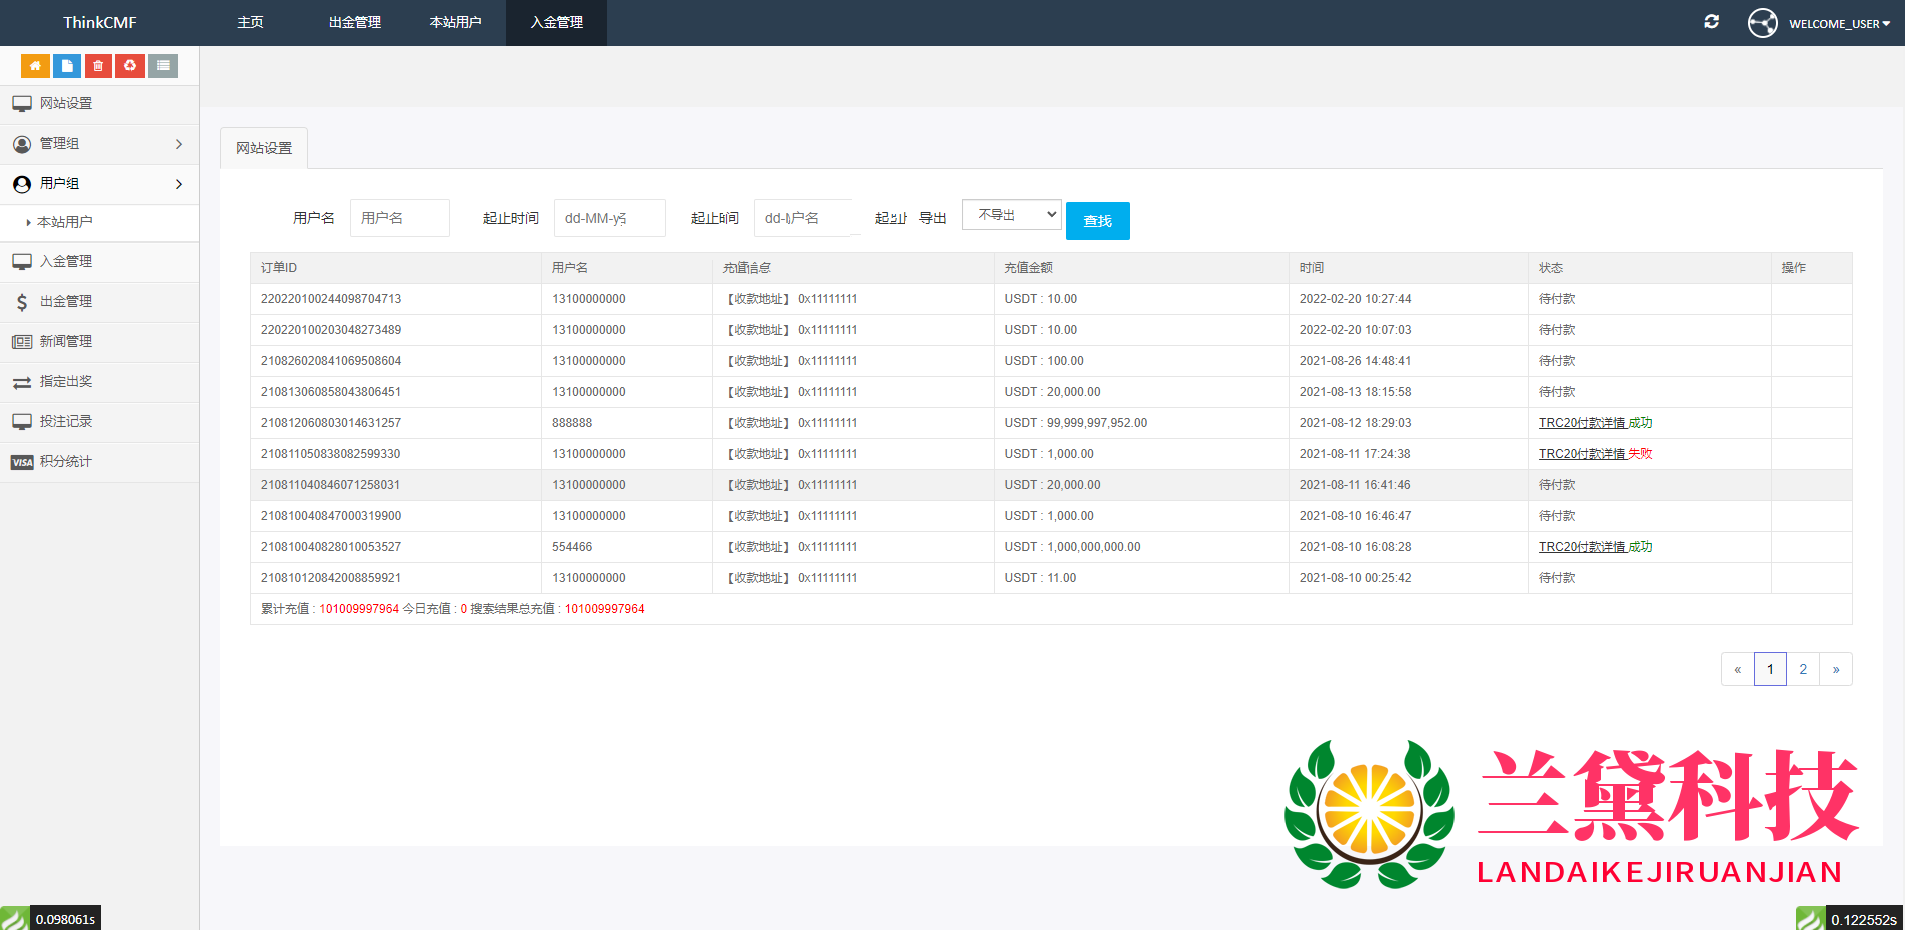 ThinkCMF 主页 出金管理 本站用户 入金管理 WELCOME_USER
网站设置
管理组
用户组
本站用户
入金管理
出金管理
新闻管理
指定出奖
投注记录
VISA 积分统计
网站设置
用户名 用户名 起止时间 dd-MM-y 起止时间 dd- 户名 起止 导出 不导出 查找
订单ID 用户名 充值信息 充值金额 时间 状态 操作
220220100244098704713 13100000000 【收款地址】 0x11111111 USDT : 10.00 2022-02-20 10:27:44 待付款
220220100203048273489 13100000000 【收款地址】 0x11111111 USDT : 10.00 2022-02-20 10:07:03 待付款
210826020841069508604 13100000000 【收款地址】 0x11111111 USDT : 100.00 2021-08-26 14:48:41 待付款
210813060858043806451 13100000000 【收款地址】 0x11111111 USDT : 20,000.00 2021-08-13 18:15:58 待付款
210812060803014631257 888888 【收款地址】 0x11111111 USDT : 99,999,997,952.00 2021-08-12 18:29:03 TRC20付款详情 成功
210811050838082599330 13100000000 【收款地址】 0x11111111 USDT : 1,000.00 2021-08-11 17:24:38 TRC20付款详情 失败
210811040846071258031 13100000000 【收款地址】 0x11111111 USDT : 20,000.00 2021-08-11 16:41:46 待付款
210810040847000319900 13100000000 【收款地址】 0x11111111 USDT : 1,000.00 2021-08-10 16:46:47 待付款
210810040828010053527 554466 【收款地址】 0x11111111 USDT : 1,000,000,000.00 2021-08-10 16:08:28 TRC20付款详情 成功
210810120842008859921 13100000000 【收款地址】 0x11111111 USDT : 11.00 2021-08-10 00:25:42 待付款
累计充值 : 101009997964 今日充值 : 0 搜索结果总充值 : 101009997964
« 1 2 »
兰黛科技
LANDAIKEJIRUANJIAN
0.098061s
0.122552s